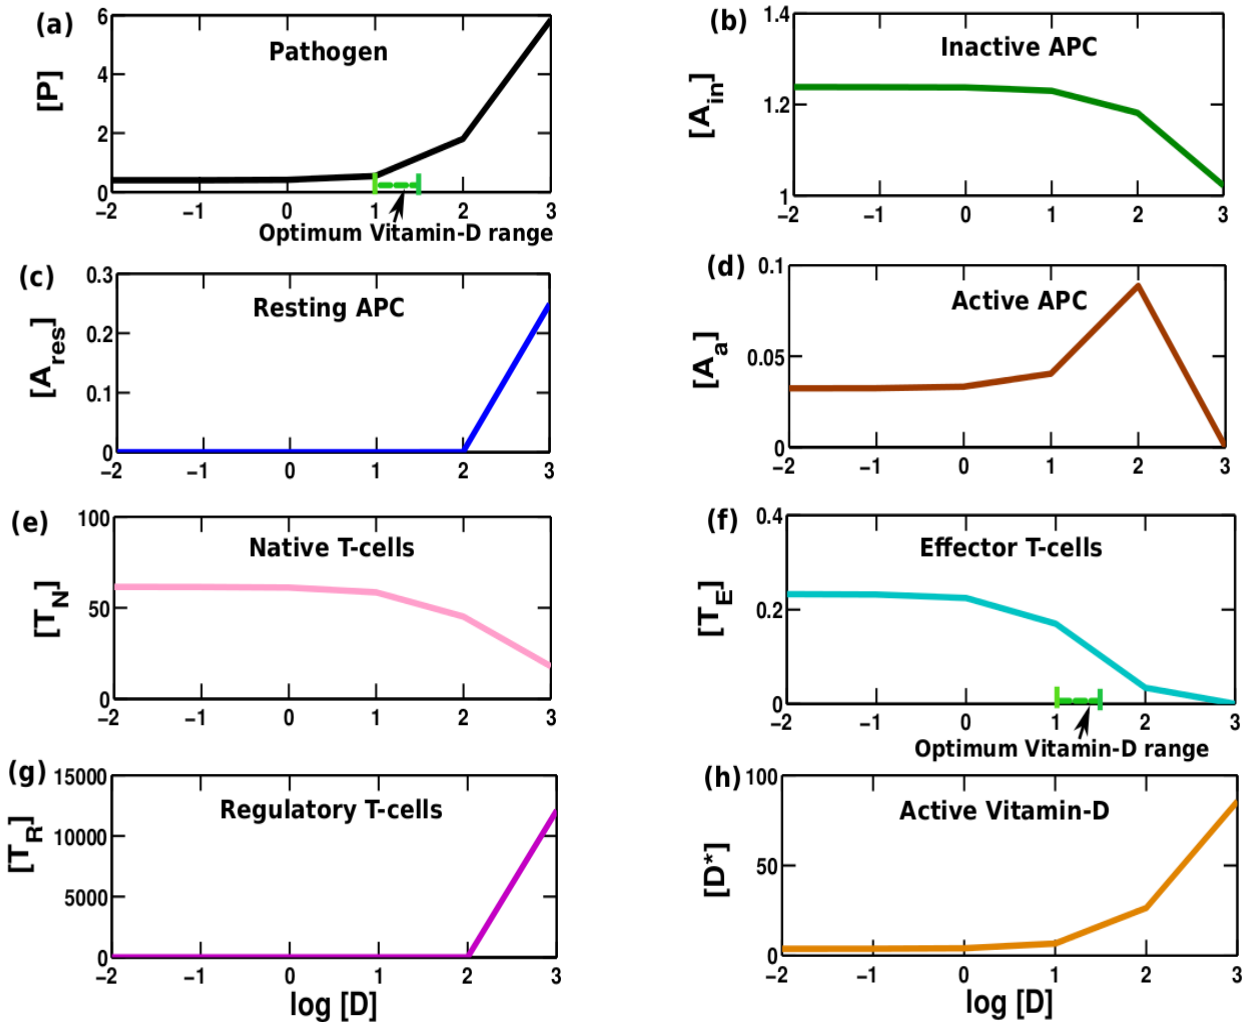 (a)
Pathogen
[P]
6
4
2
0
−2 −1 0 1 2 3
Optimum Vitamin-D range
(b)
Inactive APC
[A_in]
1.4
1.2
1
−2 −1 0 1 2 3
(c)
Resting APC
[A_res]
0.3
0.2
0.1
0
−2 −1 0 1 2 3
(d)
Active APC
[A_a]
0.1
0.05
0
−2 −1 0 1 2 3
(e)
Native T-cells
[T_N]
100
50
0
−2 −1 0 1 2 3
(f)
Effector T-cells
[T_E]
0.4
0.2
0
−2 −1 0 1 2 3
Optimum Vitamin-D range
(g)
Regulatory T-cells
[T_R]
15000
10000
5000
0
−2 −1 0 1 2 3
log [D]
(h)
Active Vitamin-D
[D*]
100
50
0
−2 −1 0 1 2 3
log [D]